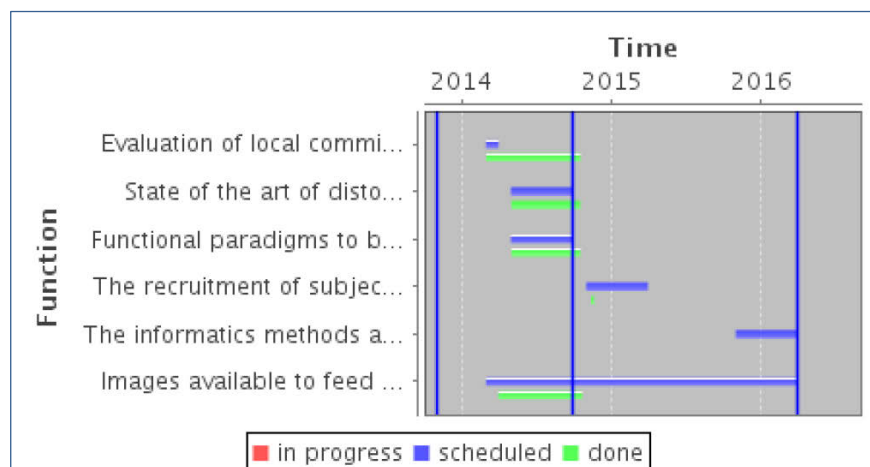 Time
2014 2015 2016
Function
Evaluation of local commi...
State of the art of disto...
Functional paradigms to b...
The recruitment of subjec...
The informatics methods a...
Images available to feed ...
in progress scheduled done